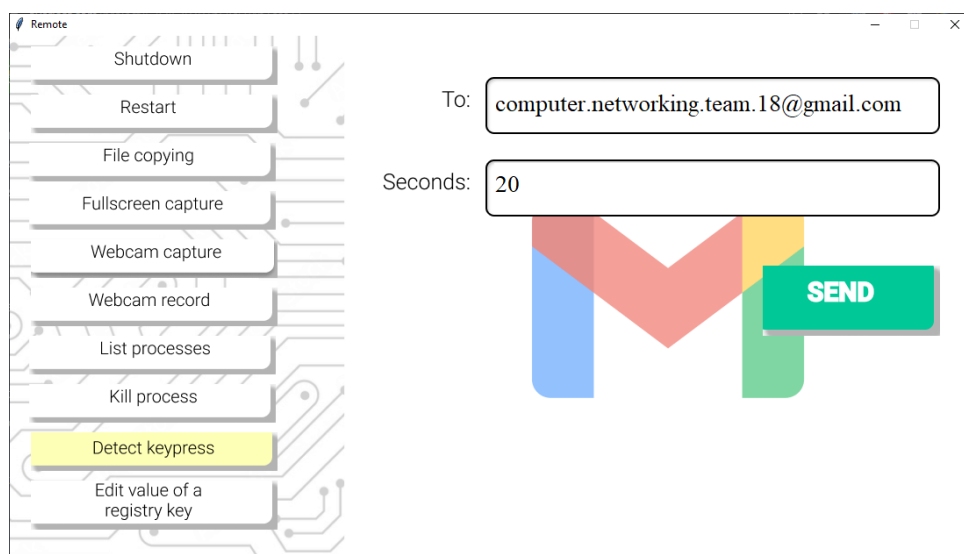 Remote
Shutdown
Restart
File copying
Fullscreen capture
Webcam capture
Webcam record
List processes
Kill process
Detect keypress
Edit value of a
registry key
To:
computer.networking.team.18@gmail.com
Seconds:
20
SEND